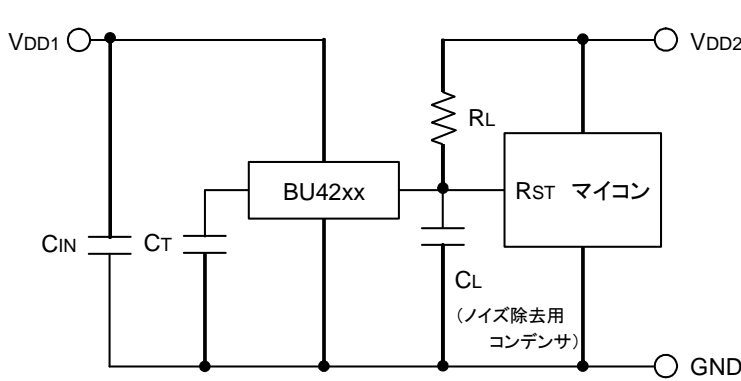 VDD1
VDD2
RL
BU42xx
RST マイコン
CIN
CT
CL
（ノイズ除去用
コンデンサ）
GND